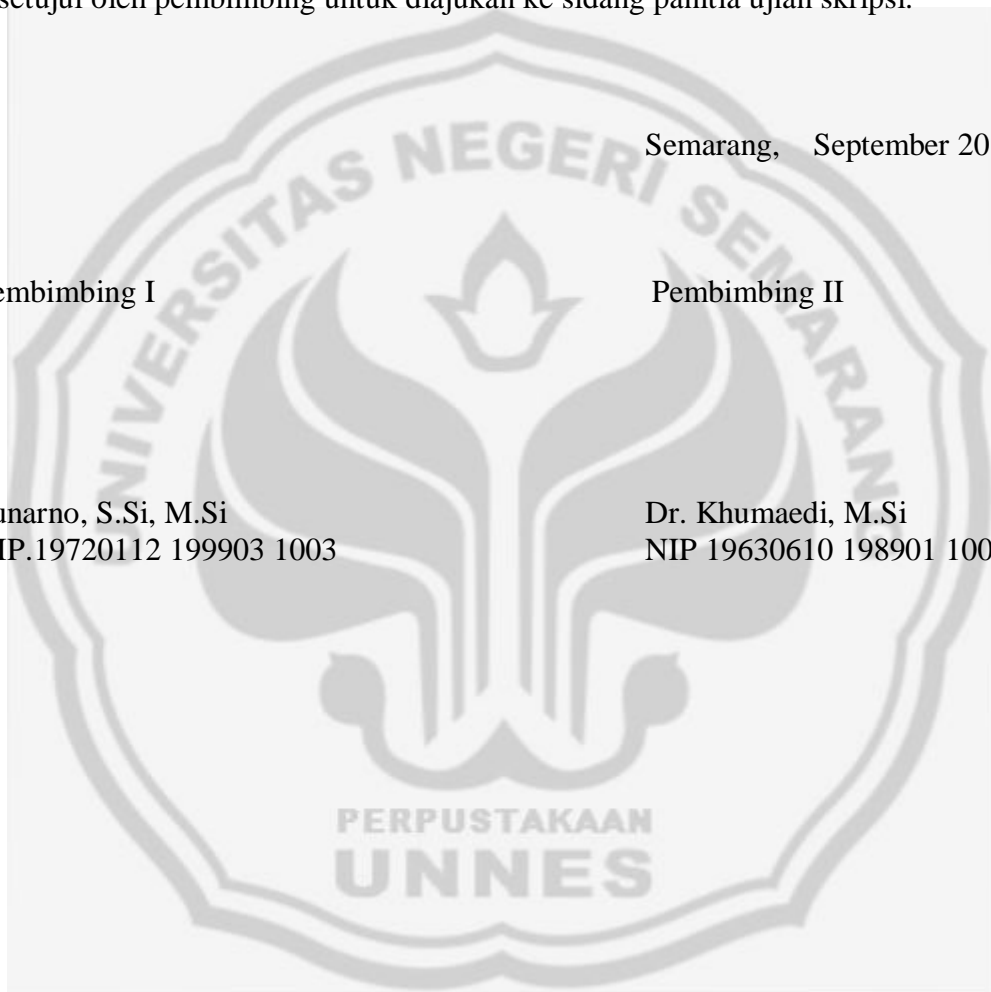 setujui oleh pembimbing untuk diajukan ke sidang panitia ujian skripsi.
UNIVERSITAS NEGERI SEMARANG
Semarang, September 20
embimbing I Pembimbing II
unarno, S.Si, M.Si Dr. Khumaedi, M.Si
IP.19720112 199903 1003 NIP 19630610 198901 100
PERPUSTAKAAN
UNNES